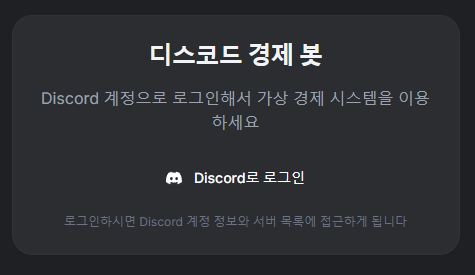 디스코드 경제 봇
Discord 계정으로 로그인해서 가상 경제 시스템을 이용
하세요
Discord로 로그인
로그인하시면 Discord 계정 정보와 서버 목록에 접근하게 됩니다